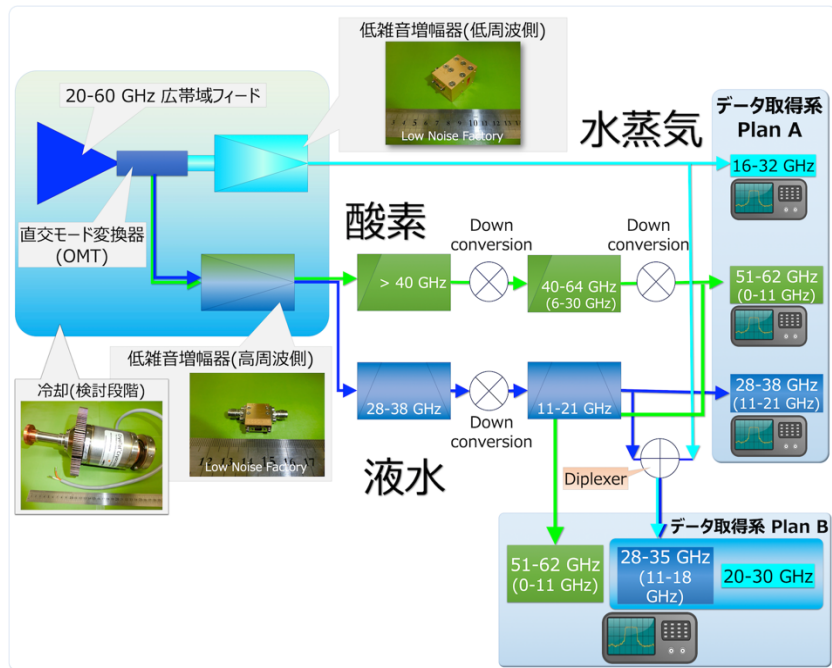 低雑音増幅器(低周波側)
20-60 GHz 広帯域フィード
Low Noise Factory
水蒸気
データ取得系
Plan A
16-32 GHz
直交モード変換器
(OMT)
酸素
Down
conversion
Down
conversion
> 40 GHz
40-64 GHz
(6-30 GHz)
51-62 GHz
(0-11 GHz)
低雑音増幅器(高周波側)
冷却(検討段階)
Low Noise Factory
28-38 GHz
Down
conversion
11-21 GHz
28-38 GHz
(11-21 GHz)
液水
Diplexer
データ取得系 Plan B
51-62 GHz
(0-11 GHz)
28-35 GHz
(11-18
GHz)
20-30 GHz